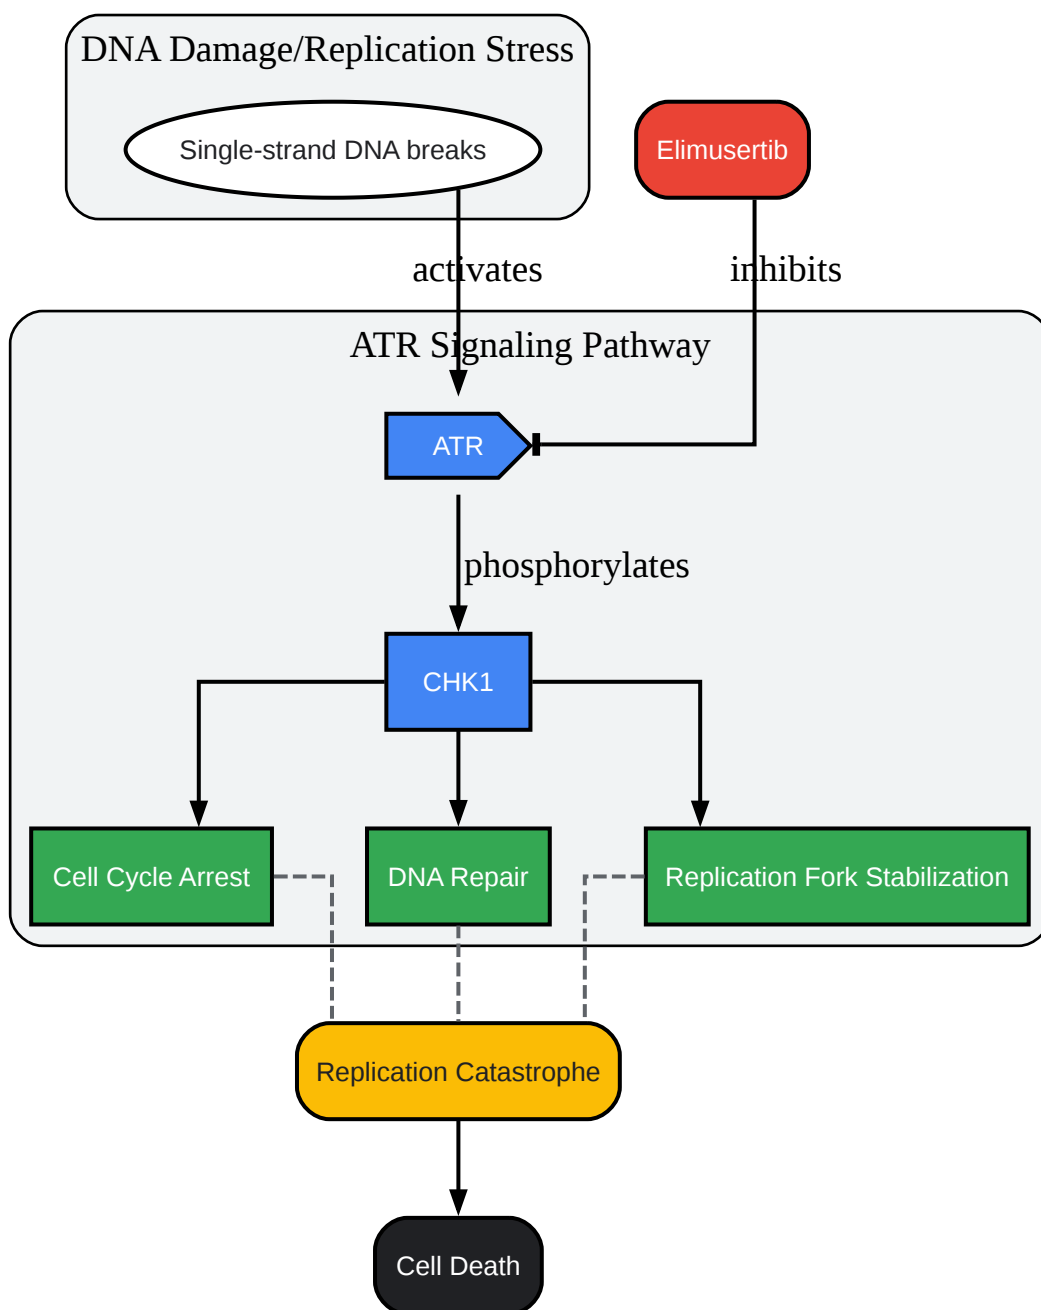 DNA Damage/Replication Stress
Single-strand DNA breaks
Elimusertib
activates
inhibits
ATR Signaling Pathway
ATR
phosphorylates
CHK1
Cell Cycle Arrest
DNA Repair
Replication Fork Stabilization
Replication Catastrophe
Cell Death